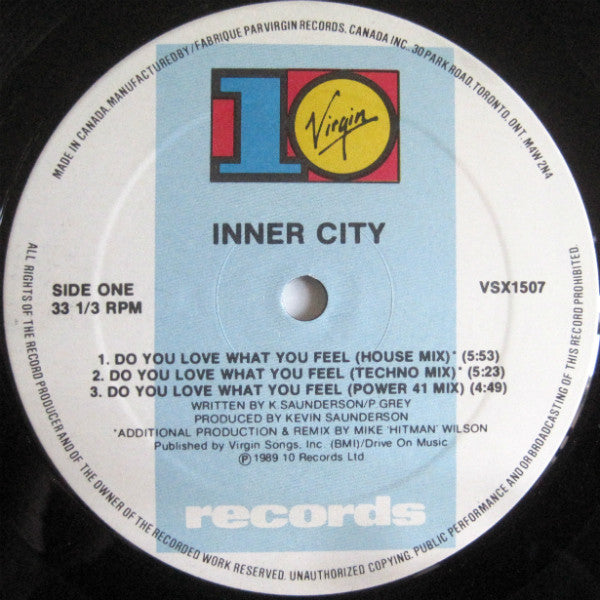 MADE IN CANADA. MANUFACTURED BY/FABRIQUE PAR VIRGIN RECORDS. CANADA INC., 30 PARK ROAD. TORONTO, ONT. M4W 2N4
10
Virgin
INNER CITY
SIDE ONE
33 1/3 RPM
VSX1507
1. DO YOU LOVE WHAT YOU FEEL (HOUSE MIX)* (5:53)
2. DO YOU LOVE WHAT YOU FEEL (TECHNO MIX)* (5:23)
3. DO YOU LOVE WHAT YOU FEEL (POWER 41 MIX) (4:49)
WRITTEN BY K.SAUNDERSON/P GREY
PRODUCED BY KEVIN SAUNDERSON
*ADDITIONAL PRODUCTION & REMIX BY MIKE 'HITMAN' WILSON
Published by Virgin Songs, Inc. (BMI)/Drive On Music
Ⓟ 1989 10 Records Ltd.
records
ALL RIGHTS OF THE RECORD PRODUCER AND OF THE OWNER OF THE RECORDED WORK RESERVED. UNAUTHORIZED COPYING, PUBLIC PERFORMANCE AND/OR BROADCASTING OF THIS RECORD PROHIBITED.